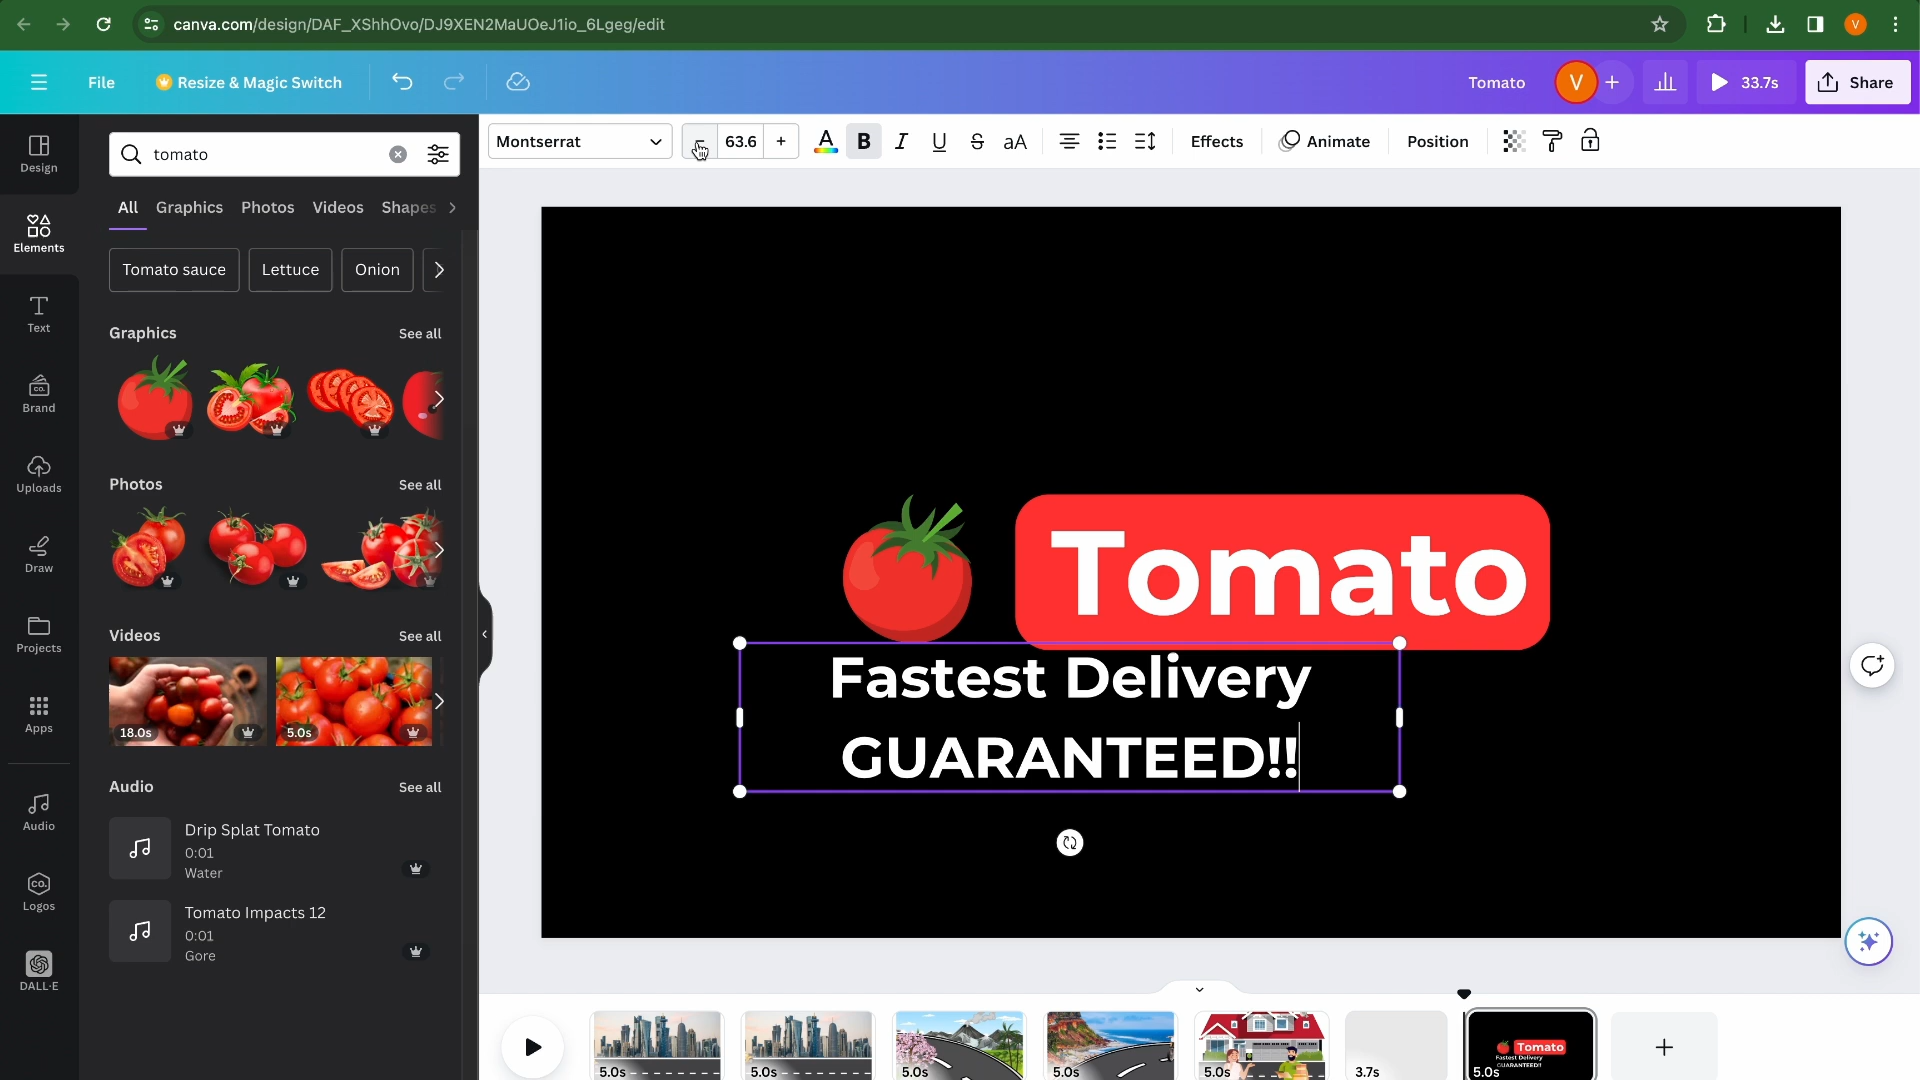 canva.com/design/DAF_XShhOvo/DJ9XEN2MaUOeJ1io_6Lgeg/edit
V
File
Resize & Magic Switch
Tomato
V
+
33.7s
Share
Design
Elements
Text
Brand
Uploads
Draw
Projects
Apps
Audio
Logos
DALL·E
tomato
All Graphics Photos Videos Shapes
Tomato sauce
Lettuce
Onion
Graphics
See all
Photos
See all
Videos
See all
18.0s
5.0s
Audio
See all
Drip Splat Tomato
0:01
Water
Tomato Impacts 12
0:01
Gore
Montserrat
- 63.6 +
A B I U S aA
Effects
Animate
Position
Tomato
Fastest Delivery
GUARANTEED!!
5.0s
5.0s
5.0s
5.0s
5.0s
3.7s
Tomato
Fastest Delivery
GUARANTEED!!
5.0s
+